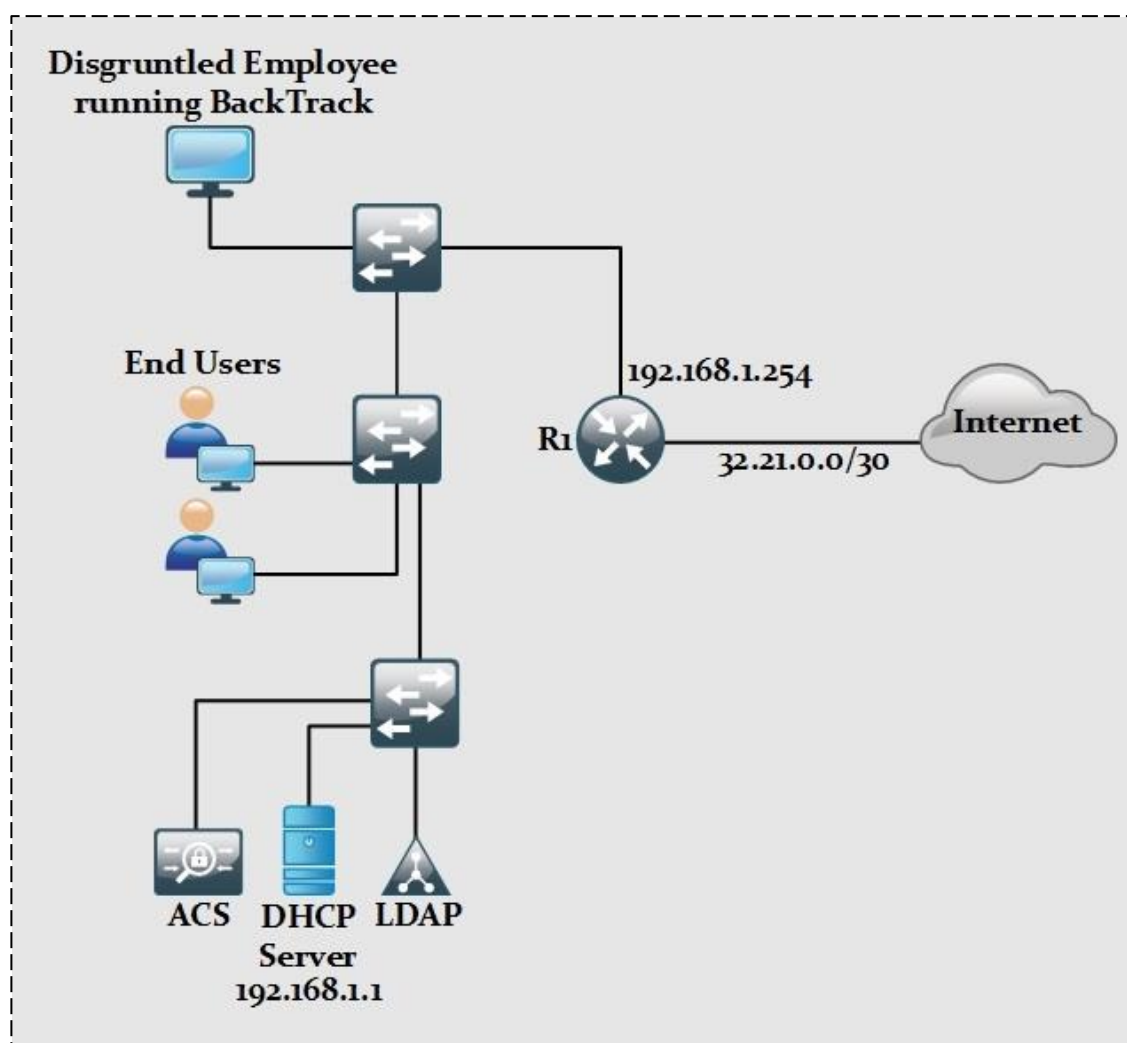 Disgruntled Employee
running BackTrack
End Users
192.168.1.254
R1
Internet
32.21.0.0/30
ACS
DHCP
Server
192.168.1.1
LDAP